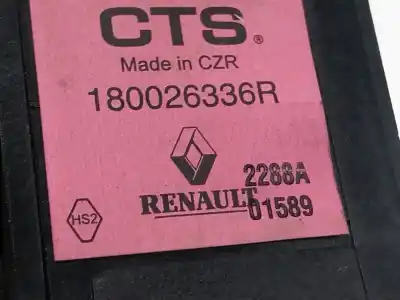 CTS®
Made in CZR
180026336R
2288A
RENAULT 01589
HS2